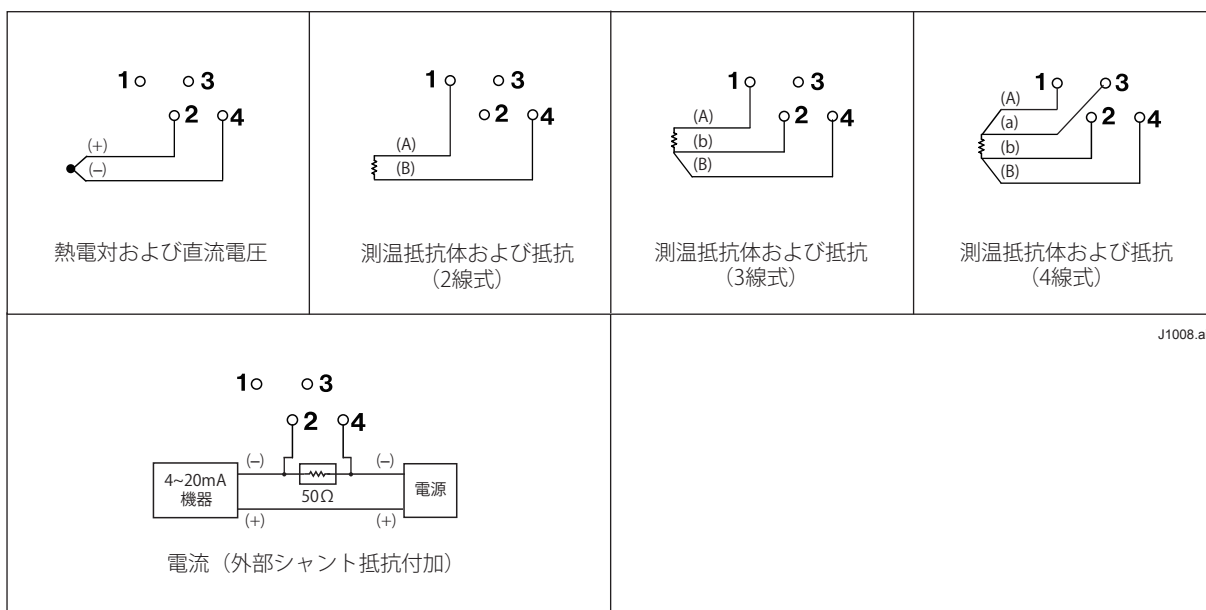 1 3
2 4
(+)
(−)
熱電対および直流電圧
1 3
2 4
(A)
(B)
測温抵抗体および抵抗
(2線式)
1 3
2 4
(A)
(b)
(B)
測温抵抗体および抵抗
(3線式)
1 3
2 4
(A)
(a)
(b)
(B)
測温抵抗体および抵抗
(4線式)
J1008.a
1 3
2 4
(−) (−)
4~20mA
機器
50Ω
電源
(+) (+)
電流（外部シャント抵抗付加）